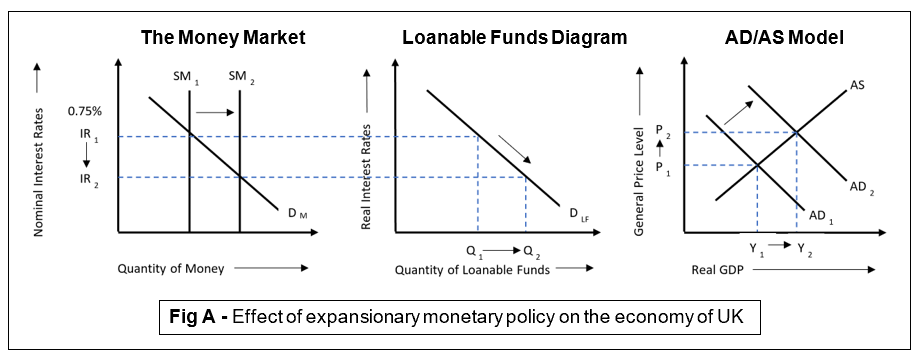 The Money Market
Nominal Interest Rates
0.75%
IR 1
IR 2
SM 1
SM 2
D M
Quantity of Money
Loanable Funds Diagram
Real Interest Rates
D LF
Q 1
Q 2
Quantity of Loanable Funds
AD/AS Model
General Price Level
P 2
P 1
AS
AD 2
AD 1
Y 1
Y 2
Real GDP
Fig A - Effect of expansionary monetary policy on the economy of UK